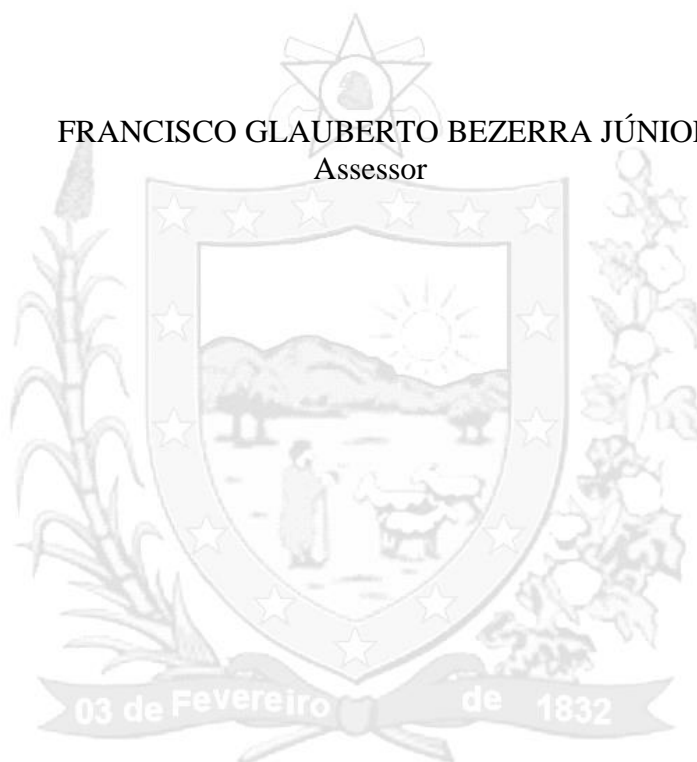 FRANCISCO GLAUBERTO BEZERRA JÚNIO
Assessor
03 de Fevereiro de 1832